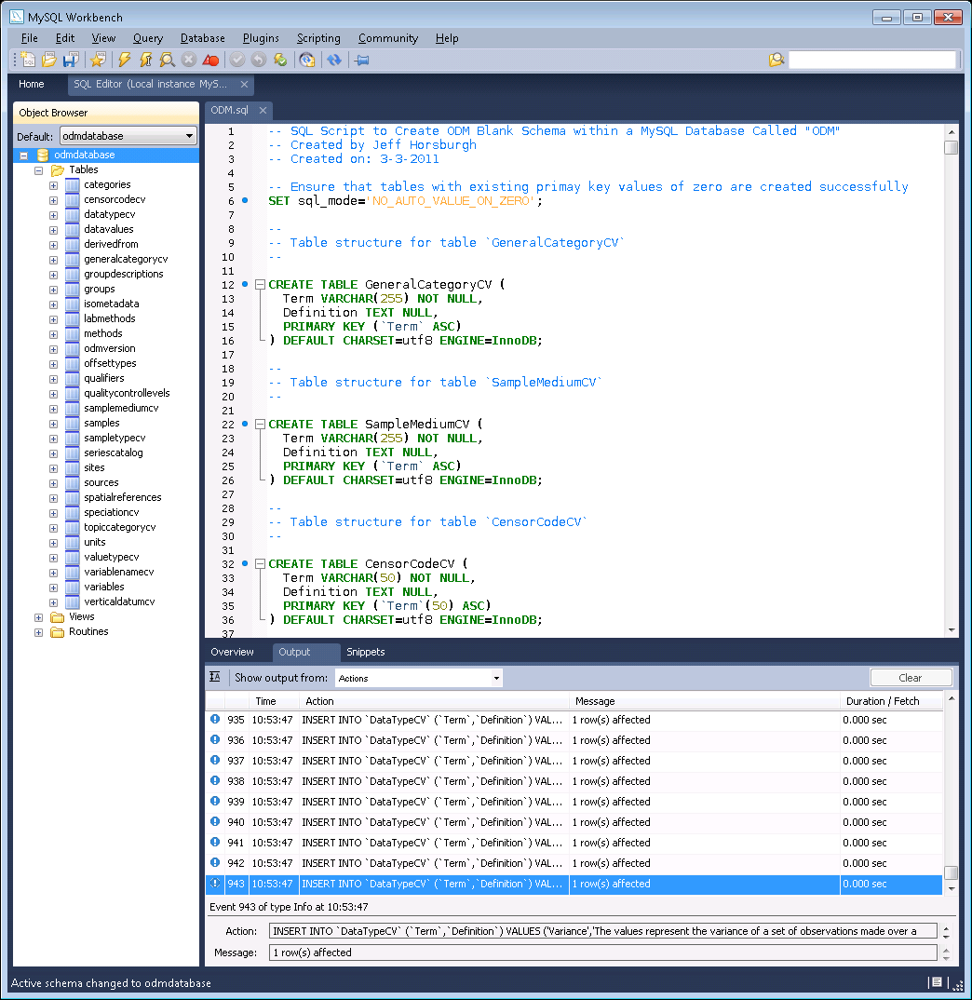 MySQL Workbench
File Edit View Query Database Plugins Scripting Community Help
Home
SQL Editor (Local instance MyS...
Object Browser
Default: odmdatabase
odmdatabase
Tables
categories
censorcodecv
datatypecv
datavalues
derivedfrom
generalcategorycv
groupdescriptions
groups
isometadata
labmethods
methods
odmversion
offsettypes
qualifiers
qualitycontrollevels
samplemediumcv
samples
sampletypecv
seriescatalog
sites
sources
spatialreferences
speciationcv
topiccategorycv
units
valuetypecv
variablenamecv
variables
verticaldatumcv
Views
Routines
ODM.sql
1 -- SQL Script to Create ODM Blank Schema within a MySQL Database Called "ODM"
2 -- Created by Jeff Horsburgh
3 -- Created on: 3-3-2011
4
5 -- Ensure that tables with existing primay key values of zero are created successfully
6 SET sql_mode='NO_AUTO_VALUE_ON_ZERO';
7
8 --
9 -- Table structure for table `GeneralCategoryCV`
10 --
11
12 CREATE TABLE GeneralCategoryCV (
13 Term VARCHAR(255) NOT NULL,
14 Definition TEXT NULL,
15 PRIMARY KEY (`Term` ASC)
16 ) DEFAULT CHARSET=utf8 ENGINE=InnoDB;
17
18 --
19 -- Table structure for table `SampleMediumCV`
20 --
21
22 CREATE TABLE SampleMediumCV (
23 Term VARCHAR(255) NOT NULL,
24 Definition TEXT NULL,
25 PRIMARY KEY (`Term` ASC)
26 ) DEFAULT CHARSET=utf8 ENGINE=InnoDB;
27
28 --
29 -- Table structure for table `CensorCodeCV`
30 --
31
32 CREATE TABLE CensorCodeCV (
33 Term VARCHAR(50) NOT NULL,
34 Definition TEXT NULL,
35 PRIMARY KEY (`Term`(50) ASC)
36 ) DEFAULT CHARSET=utf8 ENGINE=InnoDB;
37
Overview Output Snippets
Show output from: Actions Clear
Time Action Message Duration / Fetch
935 10:53:47 INSERT INTO `DataTypeCV` (`Term`,`Definition`) VAL... 1 row(s) affected 0.000 sec
936 10:53:47 INSERT INTO `DataTypeCV` (`Term`,`Definition`) VAL... 1 row(s) affected 0.000 sec
937 10:53:47 INSERT INTO `DataTypeCV` (`Term`,`Definition`) VAL... 1 row(s) affected 0.000 sec
938 10:53:47 INSERT INTO `DataTypeCV` (`Term`,`Definition`) VAL... 1 row(s) affected 0.000 sec
939 10:53:47 INSERT INTO `DataTypeCV` (`Term`,`Definition`) VAL... 1 row(s) affected 0.000 sec
940 10:53:47 INSERT INTO `DataTypeCV` (`Term`,`Definition`) VAL... 1 row(s) affected 0.000 sec
941 10:53:47 INSERT INTO `DataTypeCV` (`Term`,`Definition`) VAL... 1 row(s) affected 0.000 sec
942 10:53:47 INSERT INTO `DataTypeCV` (`Term`,`Definition`) VAL... 1 row(s) affected 0.000 sec
943 10:53:47 INSERT INTO `DataTypeCV` (`Term`,`Definition`) VAL... 1 row(s) affected 0.000 sec
Event 943 of type Info at 10:53:47
Action: INSERT INTO `DataTypeCV` (`Term`,`Definition`) VALUES ('Variance','The values represent the variance of a set of observations made over a
Message: 1 row(s) affected
Active schema changed to odmdatabase